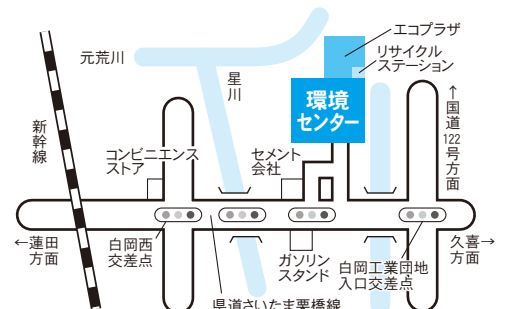 エコプラザ
元荒川
リサイクル
ステーション
星川
環境
センター
↑国道122号方面
新幹線
コンビニエンス
ストア
セメント
会社
←蓮田
方面
白岡西
交差点
ガソリン
スタンド
白岡工業団地
入口交差点
久喜→
方面
県道さいたま栗橋線